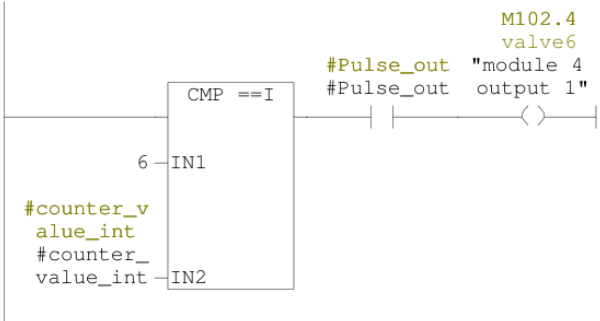 M102.4
valve6
#Pulse_out "module 4
#Pulse_out output 1"
CMP ==I
6 IN1
#counter_v
alue_int
#counter_
value_int IN2